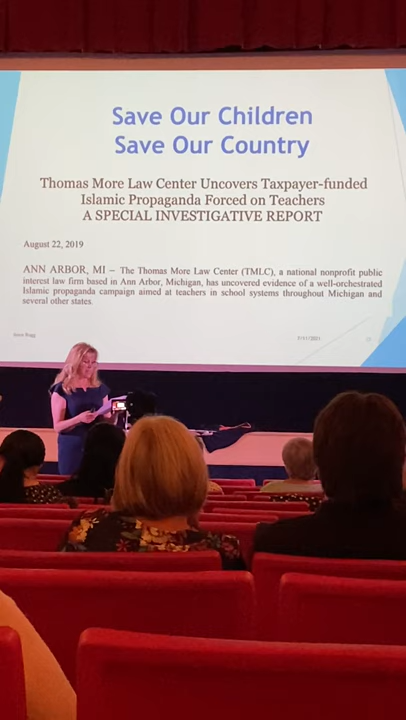 Save Our Children
Save Our Country
Thomas More Law Center Uncovers Taxpayer-funded
Islamic Propaganda Forced on Teachers
A SPECIAL INVESTIGATIVE REPORT
August 22, 2019
ANN ARBOR, MI – The Thomas More Law Center (TMLC), a national nonprofit public
interest law firm based in Ann Arbor, Michigan, has uncovered evidence of a well-orchestrated
Islamic propaganda campaign aimed at teachers in school systems throughout Michigan and
several other states.